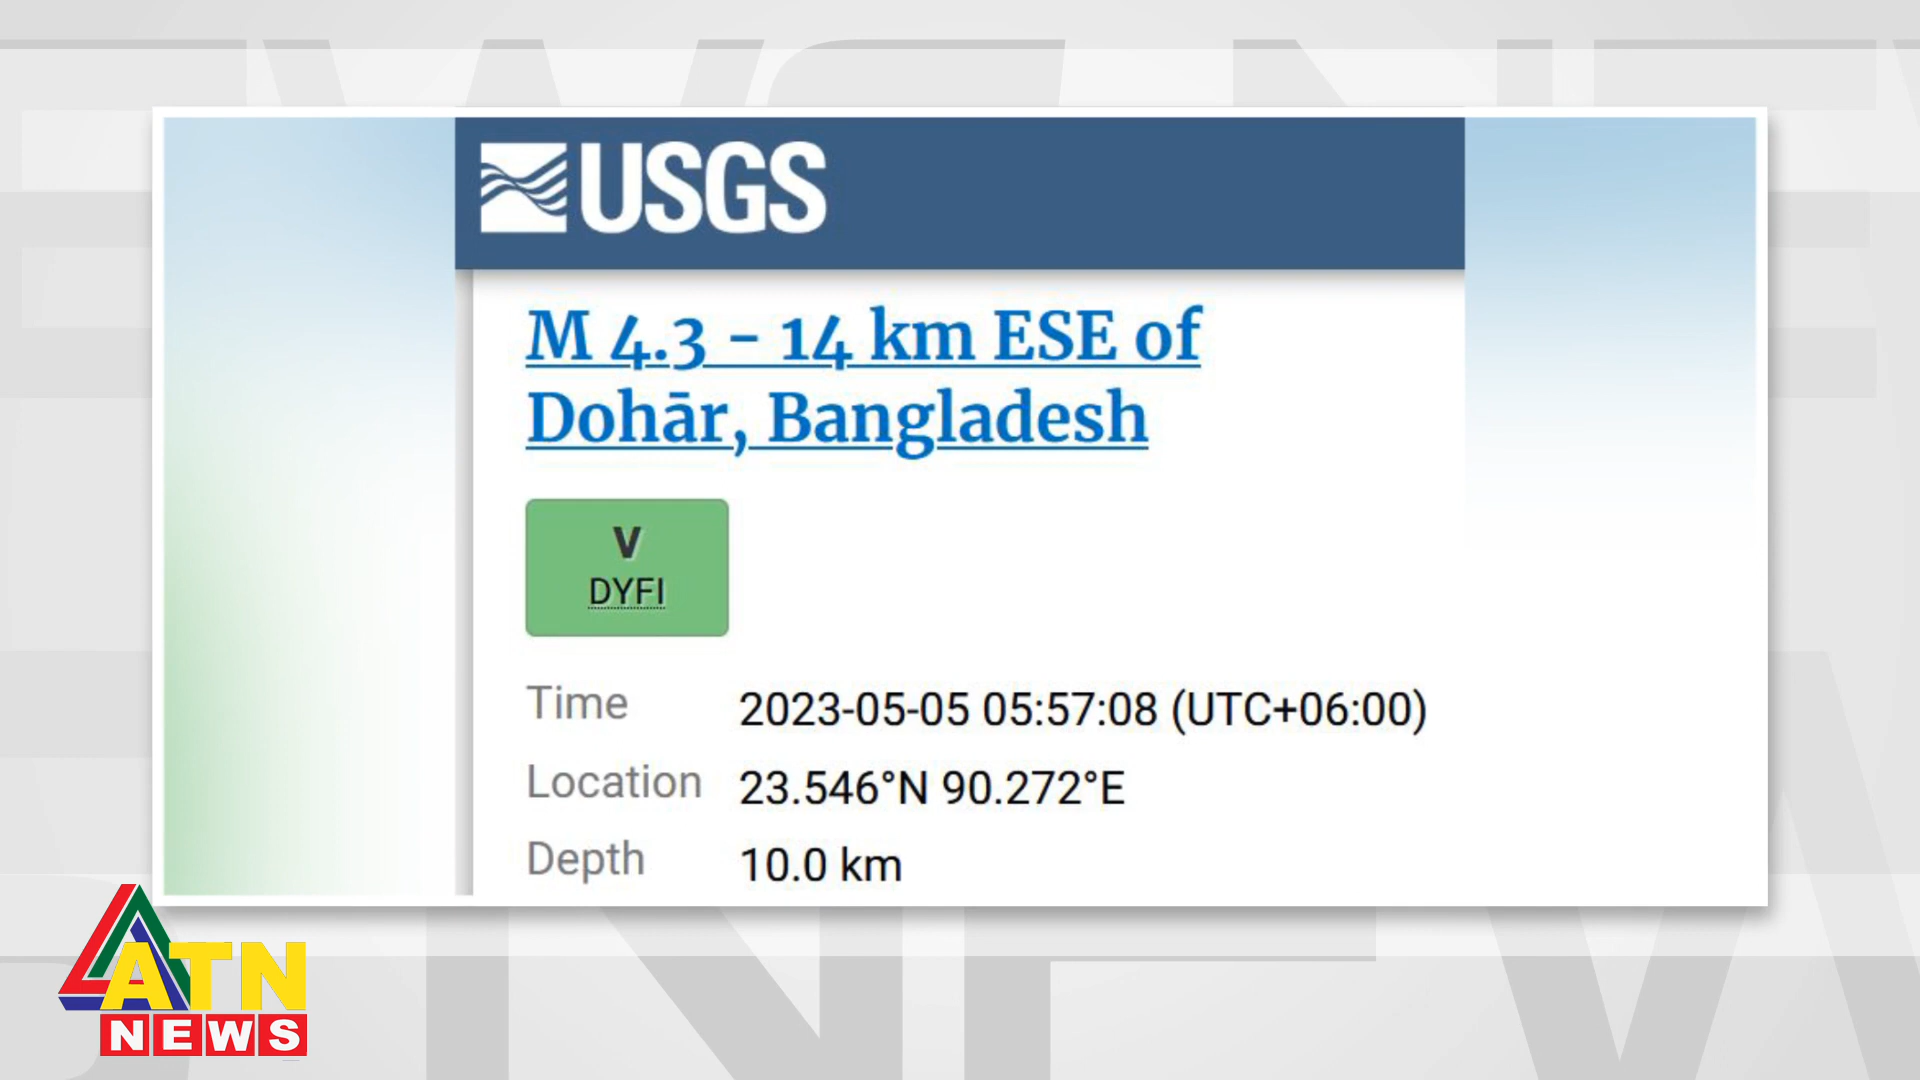 USGS
M 4.3 - 14 km ESE of
Dohār, Bangladesh
V
DYFI
Time 2023-05-05 05:57:08 (UTC+06:00)
Location 23.546°N 90.272°E
Depth 10.0 km
ATN
NEWS